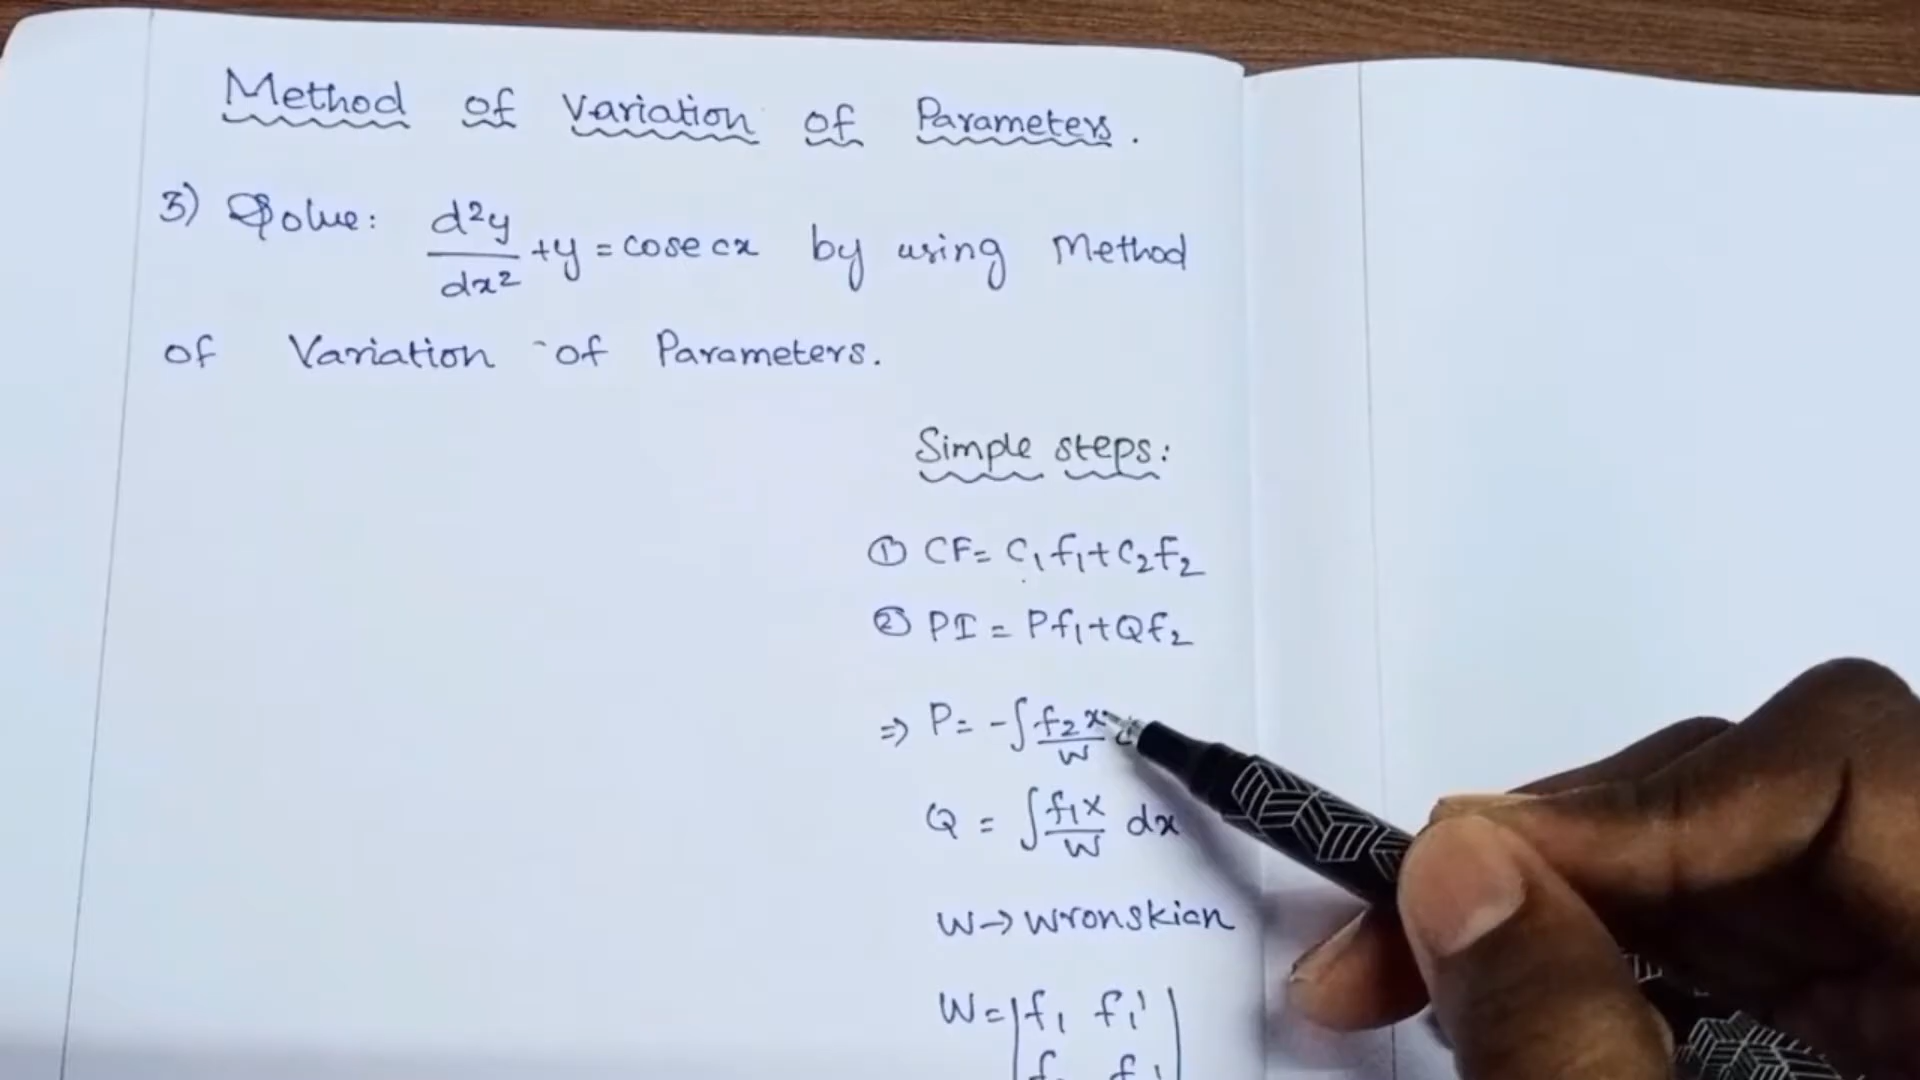 Method of Variation of Parameters.
3) Solve: d²y/dx² + y = cosecx by using Method
of Variation of Parameters.
Simple steps:
① CF = C₁f₁ + C₂f₂
② PI = Pf₁ + Qf₂
⇒ P = -∫ f₂x/W
Q = ∫ f₁x/W dx
W → Wronskian
W = | f₁ f₁' |